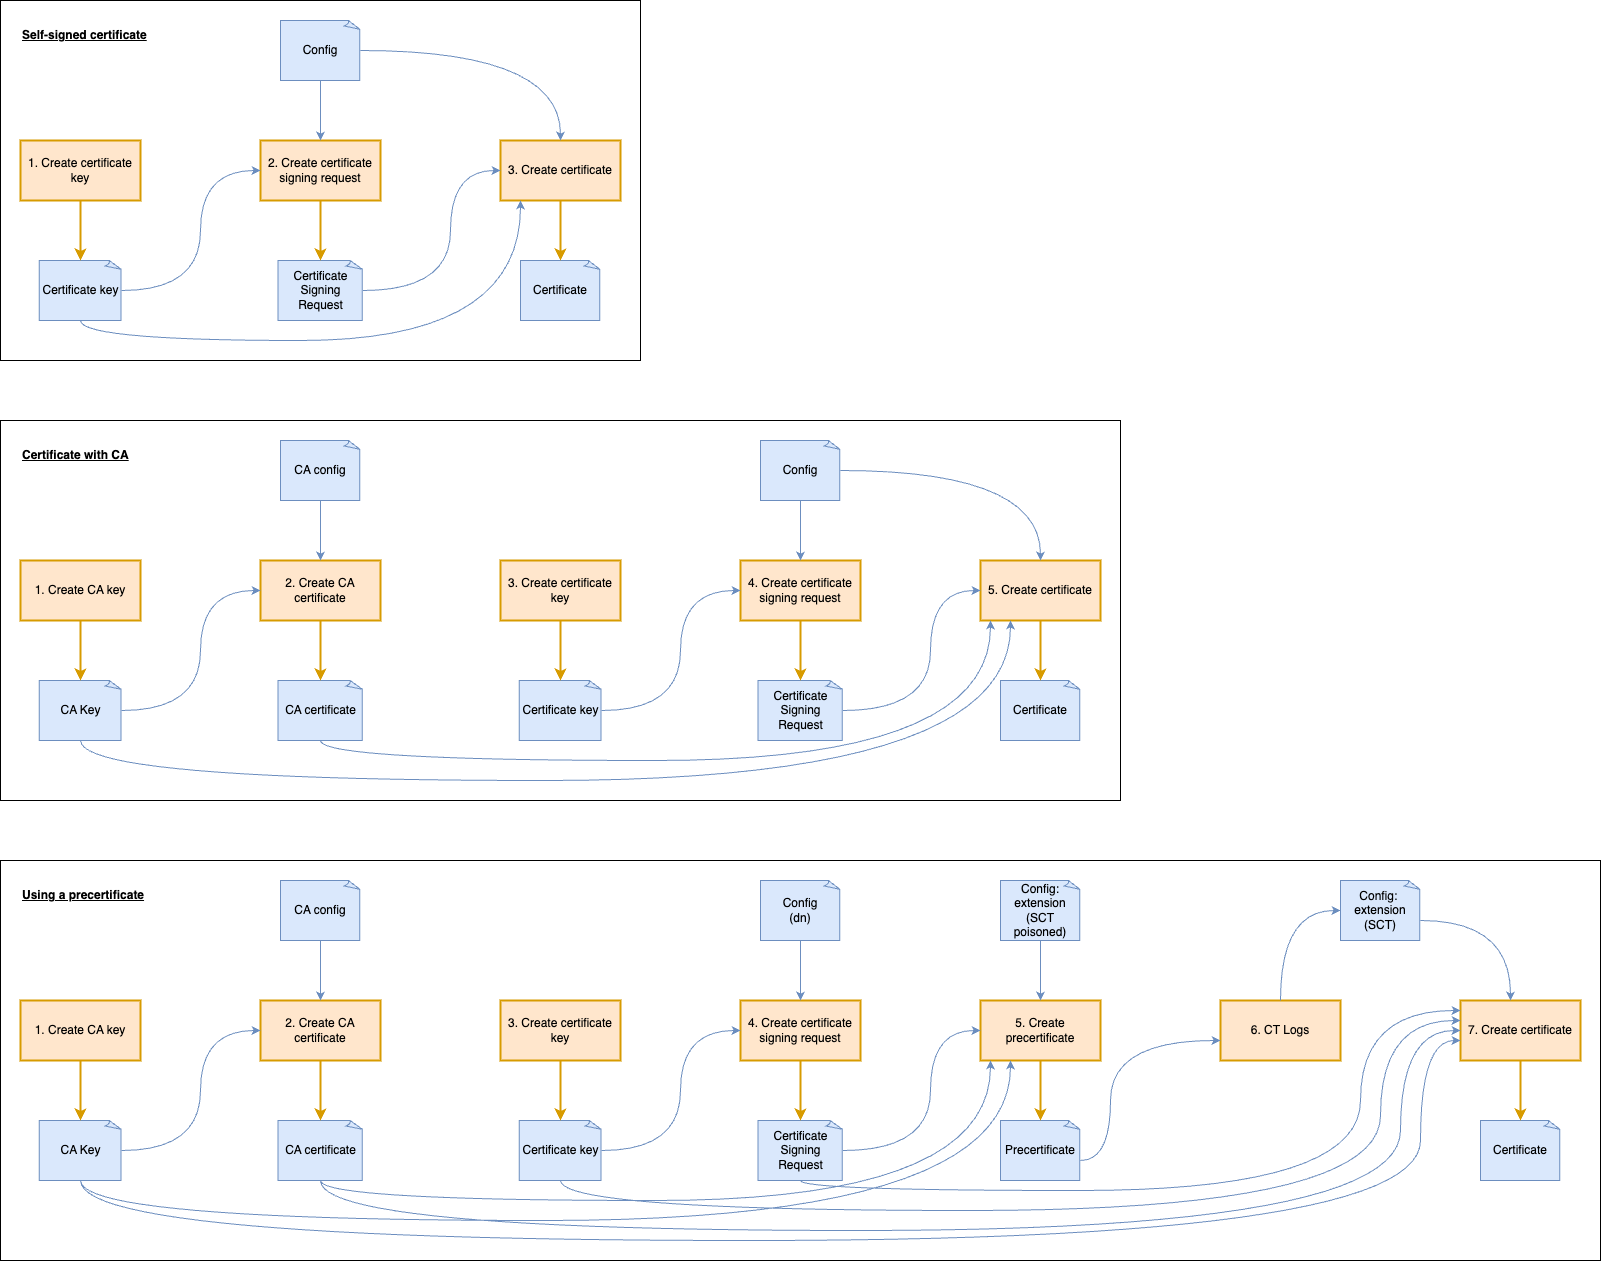 Self-signed certificate
Config
1. Create certificate
key
2. Create certificate
signing request
3. Create certificate
Certificate key
Certificate
Signing
Request
Certificate
Certificate with CA
CA config
Config
1. Create CA key
2. Create CA
certificate
3. Create certificate
key
4. Create certificate
signing request
5. Create certificate
CA Key
CA certificate
Certificate key
Certificate
Signing
Request
Certificate
Using a precertificate
CA config
Config
(dn)
Config:
extension
(SCT
poisoned)
Config:
extension
(SCT)
1. Create CA key
2. Create CA
certificate
3. Create certificate
key
4. Create certificate
signing request
5. Create
precertificate
6. CT Logs
7. Create certificate
CA Key
CA certificate
Certificate key
Certificate
Signing
Request
Precertificate
Certificate